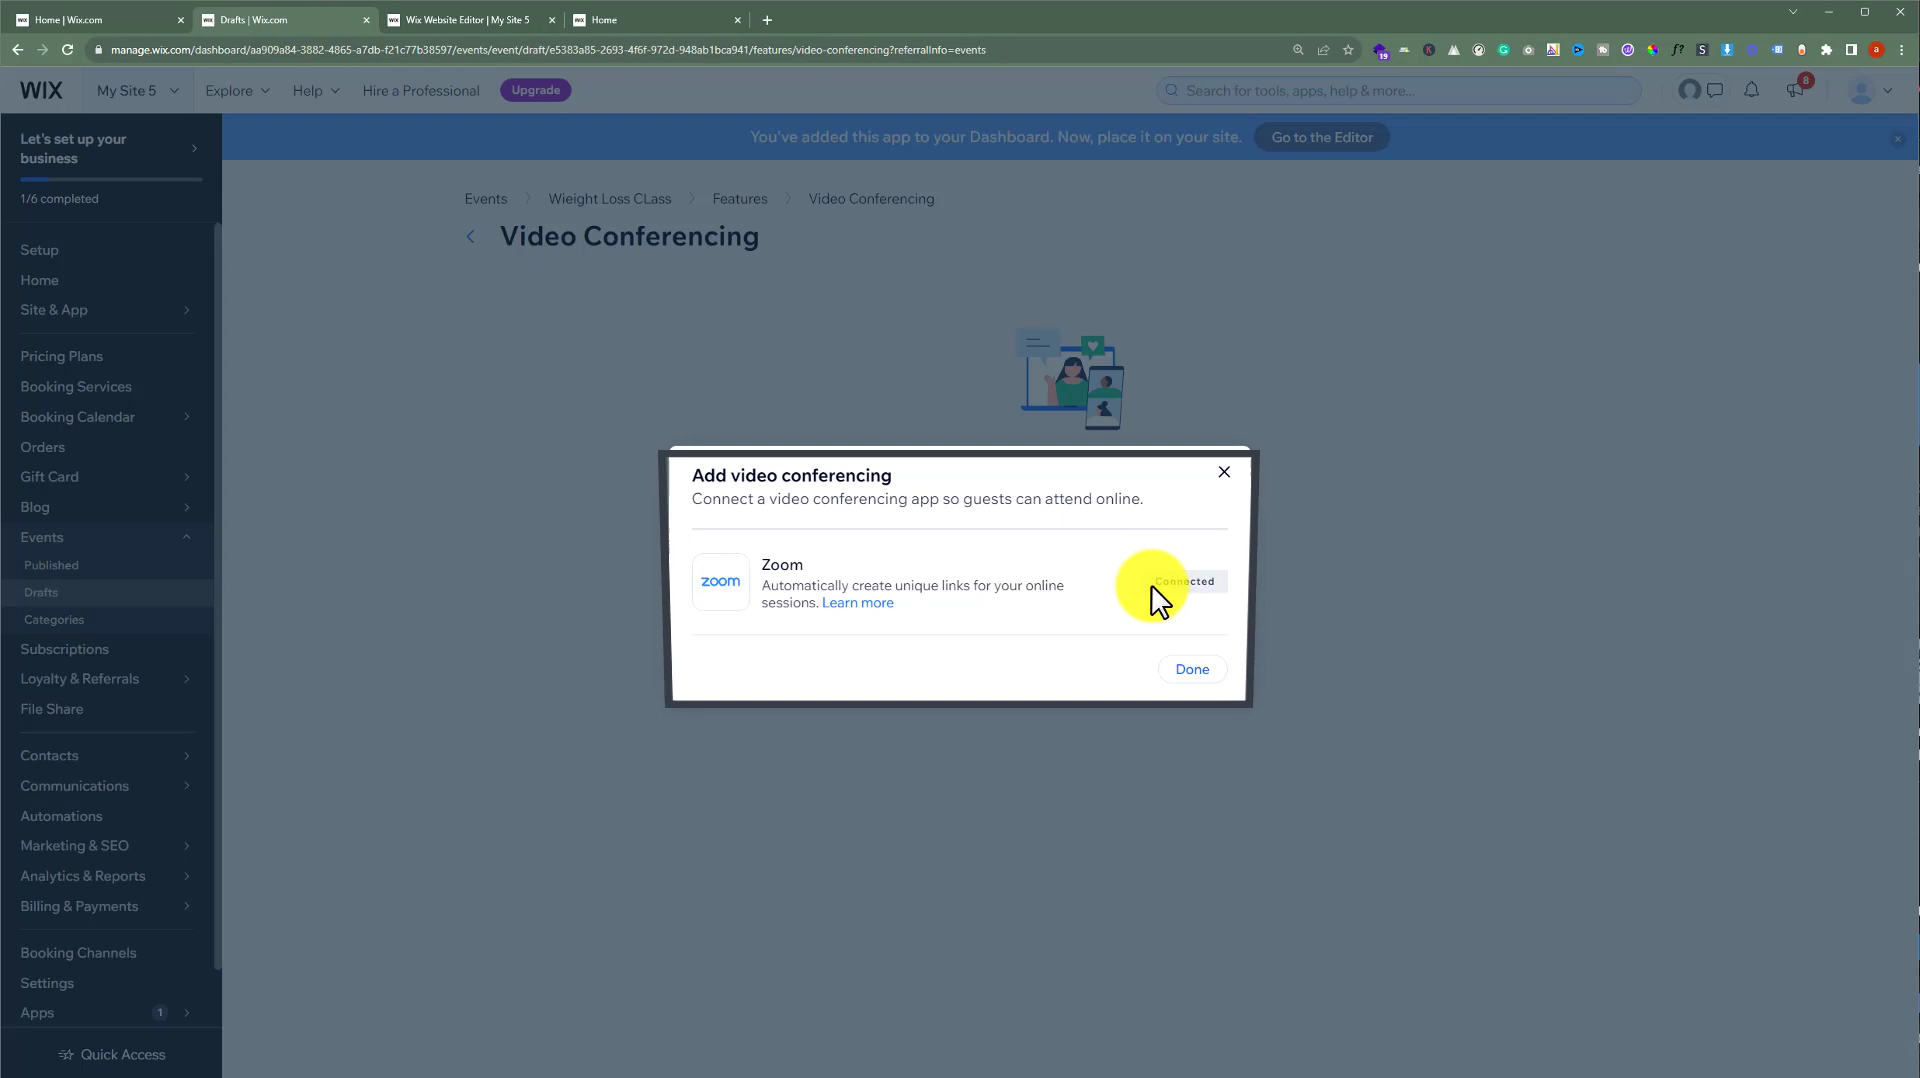 Home | Wix.com
Drafts | Wix.com
Wix Website Editor | My Site 5
Home
manage.wix.com/dashboard/aa909a84-3882-4865-a7db-f21c77b38597/events/event/draft/e5383a85-2693-4f6f-972d-948ab1bca941/features/video-conferencing?referralInfo=events
19
WIX
My Site 5
Explore
Help
Hire a Professional
Upgrade
Search for tools, apps, help & more...
8
Let's set up your
business
1/6 completed
You've added this app to your Dashboard. Now, place it on your site.
Go to the Editor
Events
Wieight Loss CLass
Features
Video Conferencing
Video Conferencing
Setup
Home
Site & App
Pricing Plans
Booking Services
Booking Calendar
Orders
Gift Card
Blog
Events
Published
Drafts
Categories
Subscriptions
Loyalty & Referrals
File Share
Contacts
Communications
Automations
Marketing & SEO
Analytics & Reports
Billing & Payments
Booking Channels
Settings
Apps
1
Quick Access
Add video conferencing
Connect a video conferencing app so guests can attend online.
zoom
Zoom
Automatically create unique links for your online
sessions. Learn more
Connected
Done